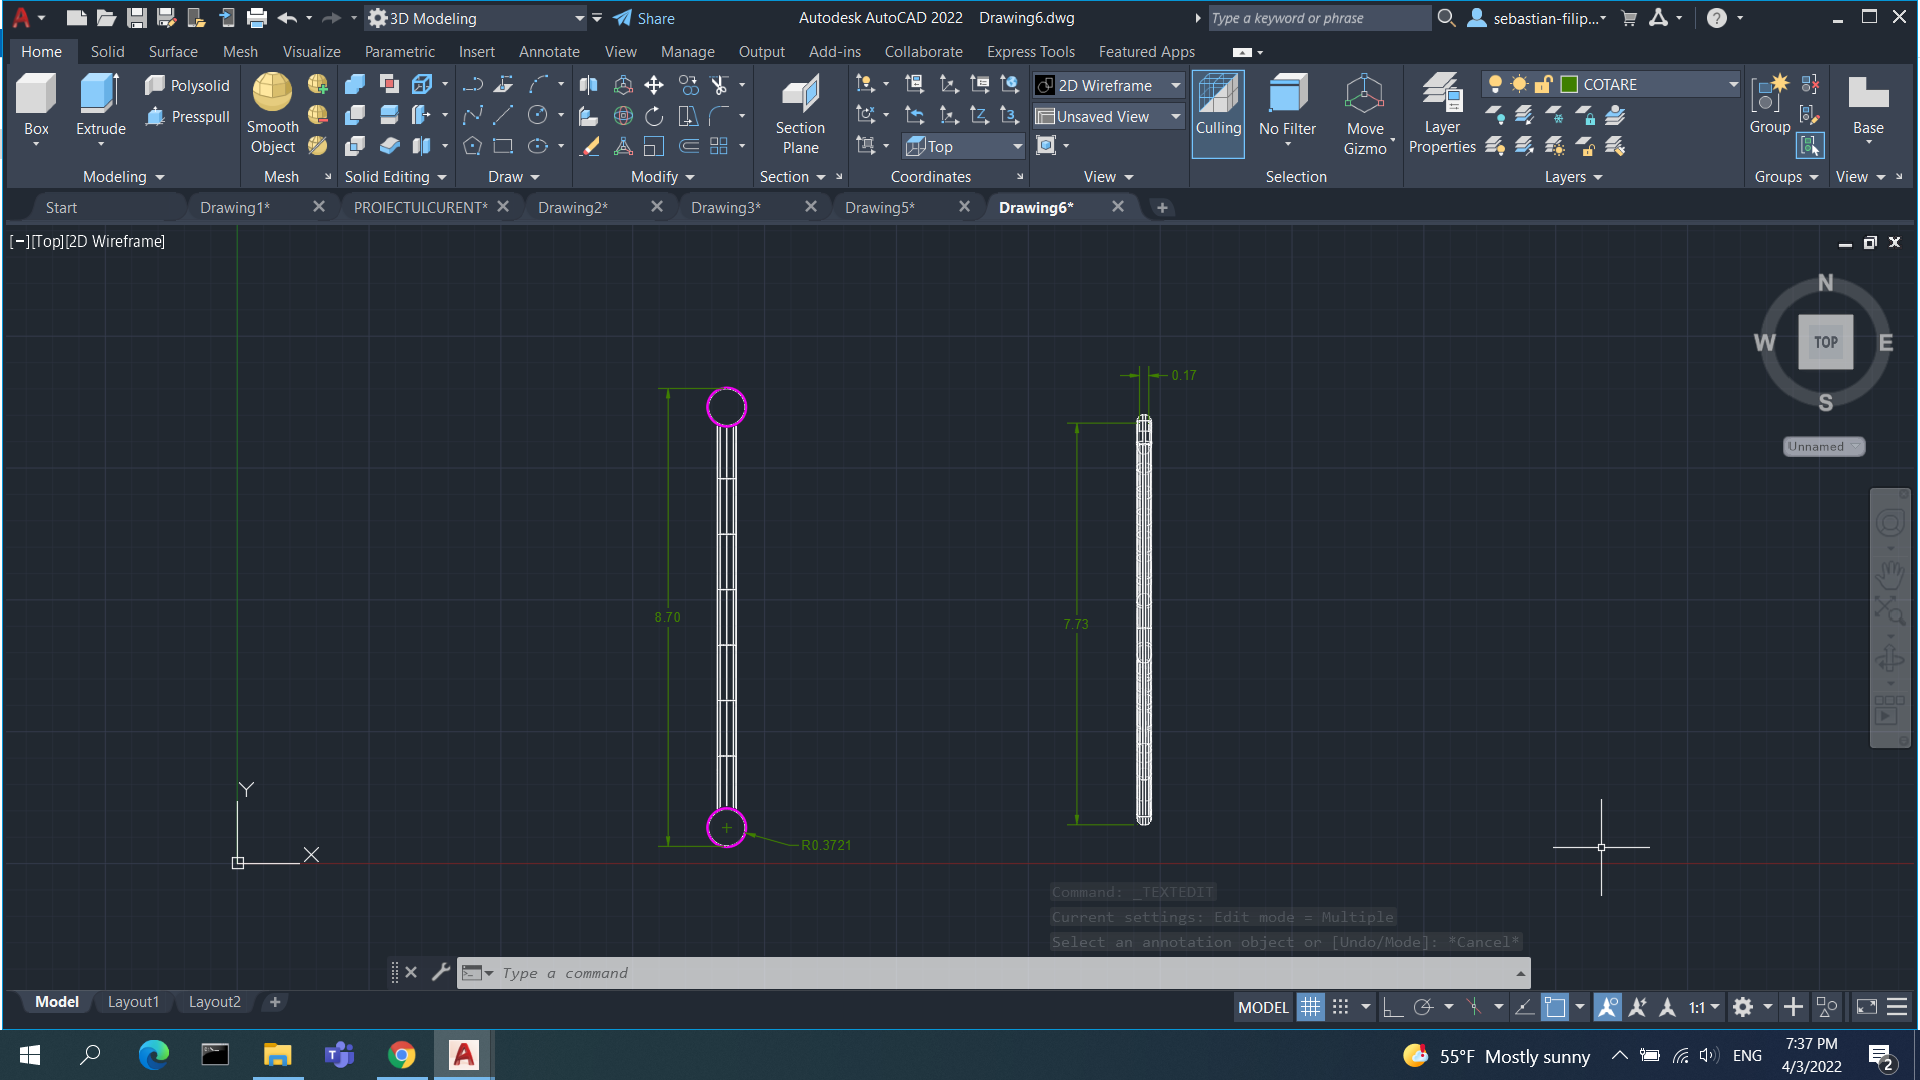 3D Modeling Share Autodesk AutoCAD 2022 Drawing6.dwg Type a keyword or phrase sebastian-filip...
Home Solid Surface Mesh Visualize Parametric Insert Annotate View Manage Output Add-ins Collaborate Express Tools Featured Apps
Box
Extrude
Polysolid
Presspull
Modeling
Smooth
Object
Mesh
Solid Editing
Draw
Modify
Section
Plane
Section
Top
Coordinates
2D Wireframe
Unsaved View
View
Culling
No Filter
Move
Gizmo
Selection
Layer
Properties
COTARE
Layers
Group
Groups
Base
View
Start Drawing1* PROIECTULCURENT* Drawing2* Drawing3* Drawing5* Drawing6*
[−][Top][2D Wireframe]
N
W TOP E
S
Unnamed
0.17
8.70
7.73
R0.3721
Y
X
Command: _TEXTEDIT
Current settings: Edit mode = Multiple
Select an annotation object or [Undo/Mode]: *Cancel*
Type a command
Model Layout1 Layout2
MODEL 1:1
55°F Mostly sunny ENG
7:37 PM
4/3/2022
2